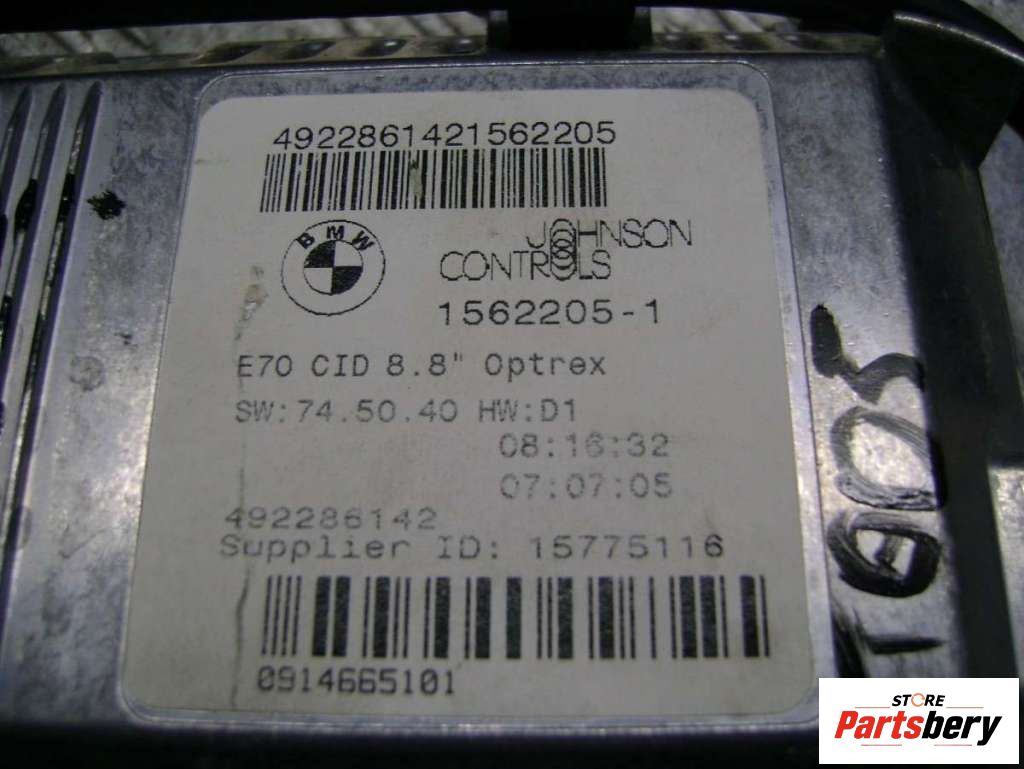 4922861421562205
BMW
JOHNSON
CONTROLS
1562205-1
E70 CID 8.8" Optrex
SW:74.50.40 HW:D1
08:16:32
07:07:05
492286142
Supplier ID: 15775116
0914665101
STORE
Partsbery